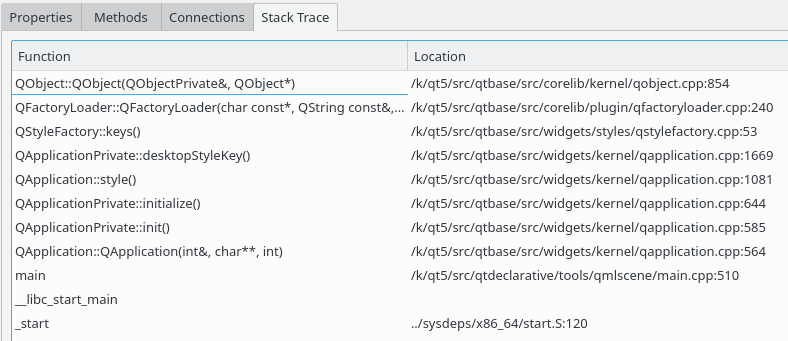 Properties Methods Connections Stack Trace
Function Location
QObject::QObject(QObjectPrivate&, QObject*) /k/qt5/src/qtbase/src/corelib/kernel/qobject.cpp:854
QFactoryLoader::QFactoryLoader(char const*, QString const&,... /k/qt5/src/qtbase/src/corelib/plugin/qfactoryloader.cpp:240
QStyleFactory::keys() /k/qt5/src/qtbase/src/widgets/styles/qstylefactory.cpp:53
QApplicationPrivate::desktopStyleKey() /k/qt5/src/qtbase/src/widgets/kernel/qapplication.cpp:1669
QApplication::style() /k/qt5/src/qtbase/src/widgets/kernel/qapplication.cpp:1081
QApplicationPrivate::initialize() /k/qt5/src/qtbase/src/widgets/kernel/qapplication.cpp:644
QApplicationPrivate::init() /k/qt5/src/qtbase/src/widgets/kernel/qapplication.cpp:585
QApplication::QApplication(int&, char**, int) /k/qt5/src/qtbase/src/widgets/kernel/qapplication.cpp:564
main /k/qt5/src/qtdeclarative/tools/qmlscene/main.cpp:510
__libc_start_main
_start ../sysdeps/x86_64/start.S:120